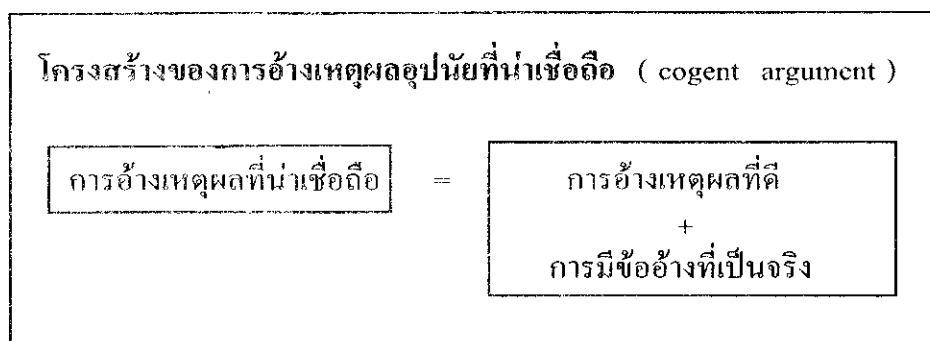 โครงสร้างของการอ้างเหตุผลอุปนัยที่น่าเชื่อถือ ( cogent argument )
การอ้างเหตุผลที่น่าเชื่อถือ = การอ้างเหตุผลที่ดี
+
การมีข้ออ้างที่เป็นจริง